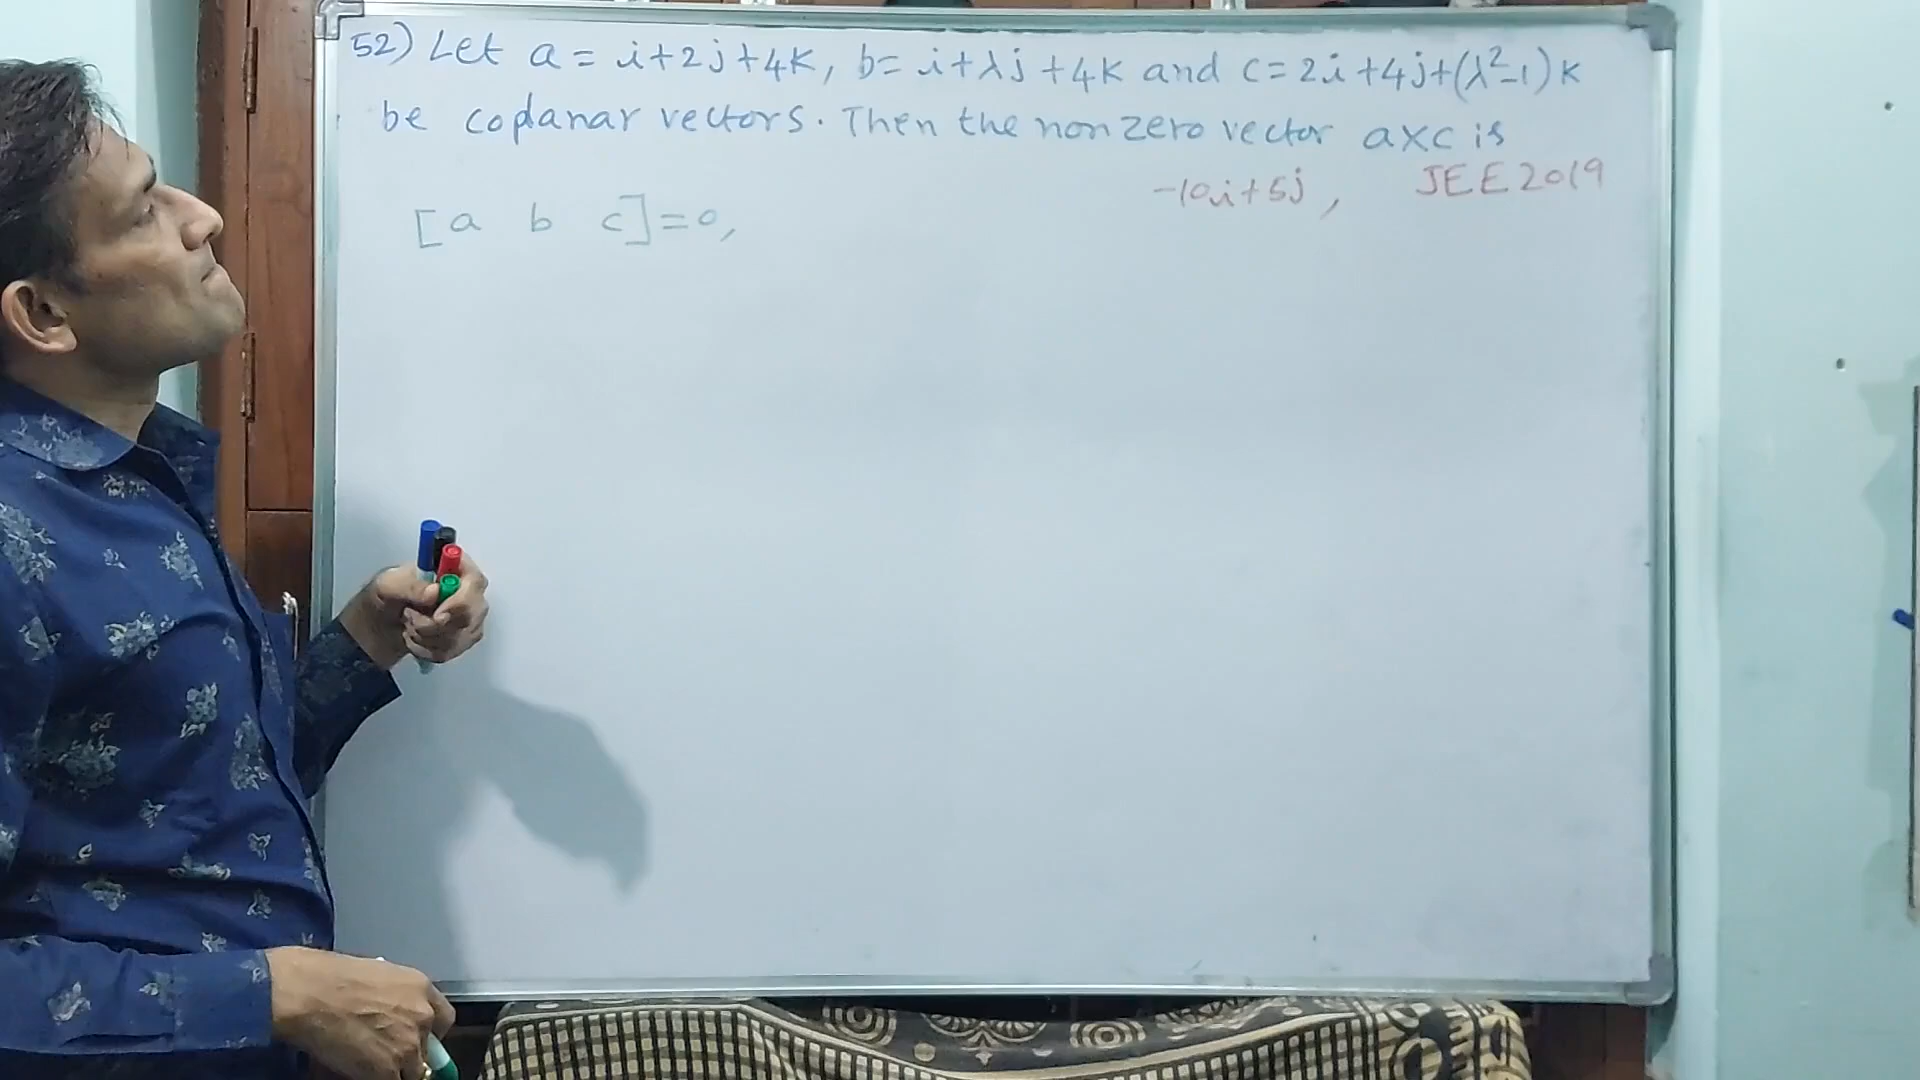 52) Let a = i+2j+4k, b= i+λj+4k and c=2i+4j+(λ²-1)k
be coplanar vectors. Then the non zero vector a×c is
-10i+5j, JEE 2019
[a b c]=0,